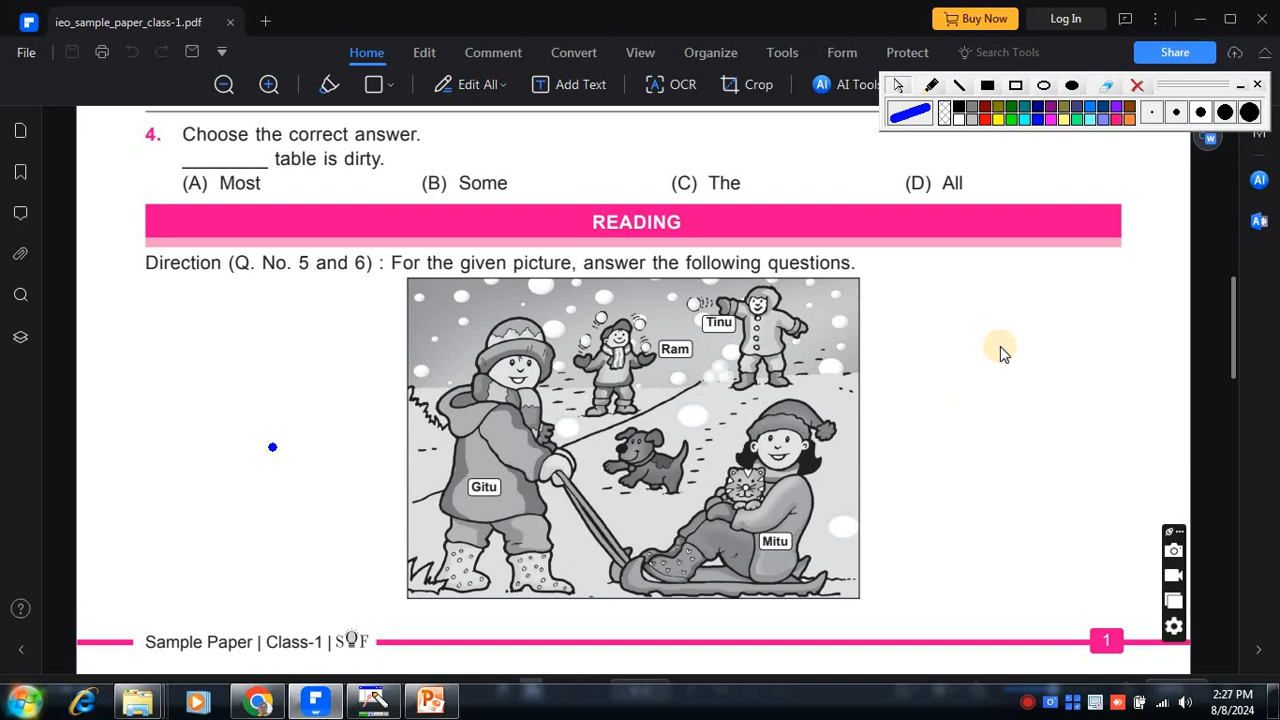 ieo_sample_paper_class-1.pdf
Buy Now
Log In
File
Home
Edit
Comment
Convert
View
Organize
Tools
Form
Protect
Search Tools
Share
Edit All
Add Text
OCR
Crop
AI
AI Tools
4. Choose the correct answer.
________ table is dirty.
(A) Most (B) Some (C) The (D) All
READING
Direction (Q. No. 5 and 6) : For the given picture, answer the following questions.
Tinu
Ram
Gitu
Mitu
Sample Paper | Class-1 | SOF
1
2:27 PM
8/8/2024